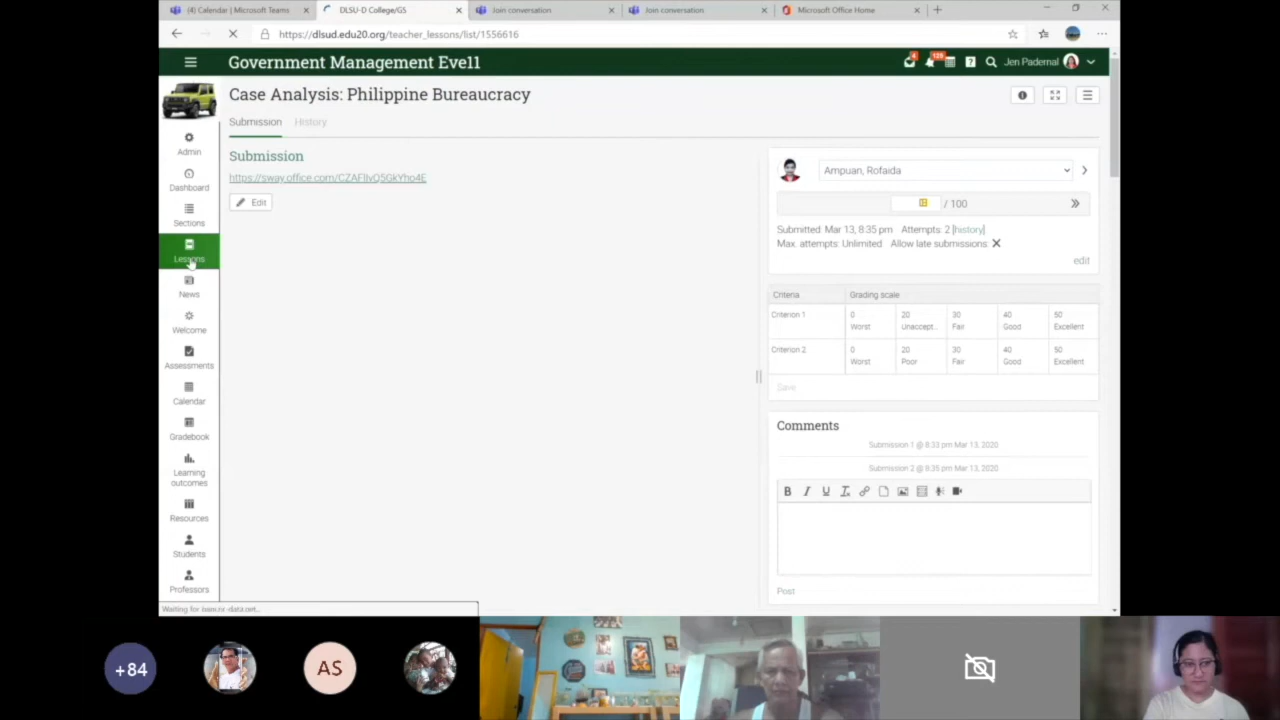 (4) Calendar | Microsoft Teams
DLSU-D College/GS
Join conversation
Join conversation
Microsoft Office Home
https://dlsud.edu20.org/teacher_lessons/list/1556616
Government Management Eve11
4
129
Jen Padernal
Case Analysis: Philippine Bureaucracy
Submission History
Admin
Dashboard
Sections
Lessons
News
Welcome
Assessments
Calendar
Gradebook
Learning
outcomes
Resources
Students
Professors
Submission
Edit
Ampuan, Rofaida
/ 100
Submitted: Mar 13, 8:35 pm Attempts: 2 [history]
Max. attempts: Unlimited Allow late submissions: X
edit
Criteria Grading scale
Criterion 1
0 20 30 40 50
Worst Unaccept... Fair Good Excellent
Criterion 2
0 20 30 40 50
Worst Poor Fair Good Excellent
Save
Comments
Submission 1 @ 8:33 pm Mar 13, 2020
Submission 2 @ 8:35 pm Mar 13, 2020
B I U
Post
+84
AS